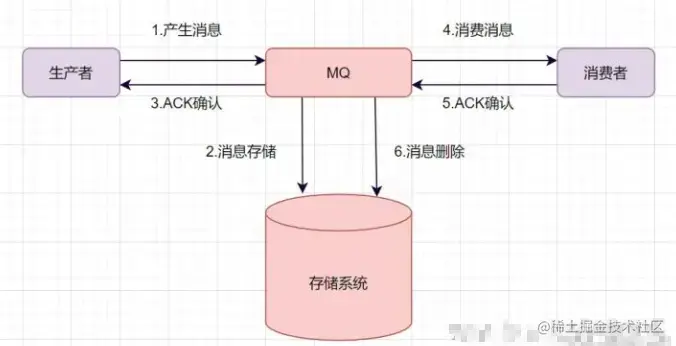 1.产生消息
4.消费消息
生产者
MQ
消费者
3.ACK确认
5.ACK确认
2.消息存储
6.消息删除
存储系统
@稀土掘金技术社区